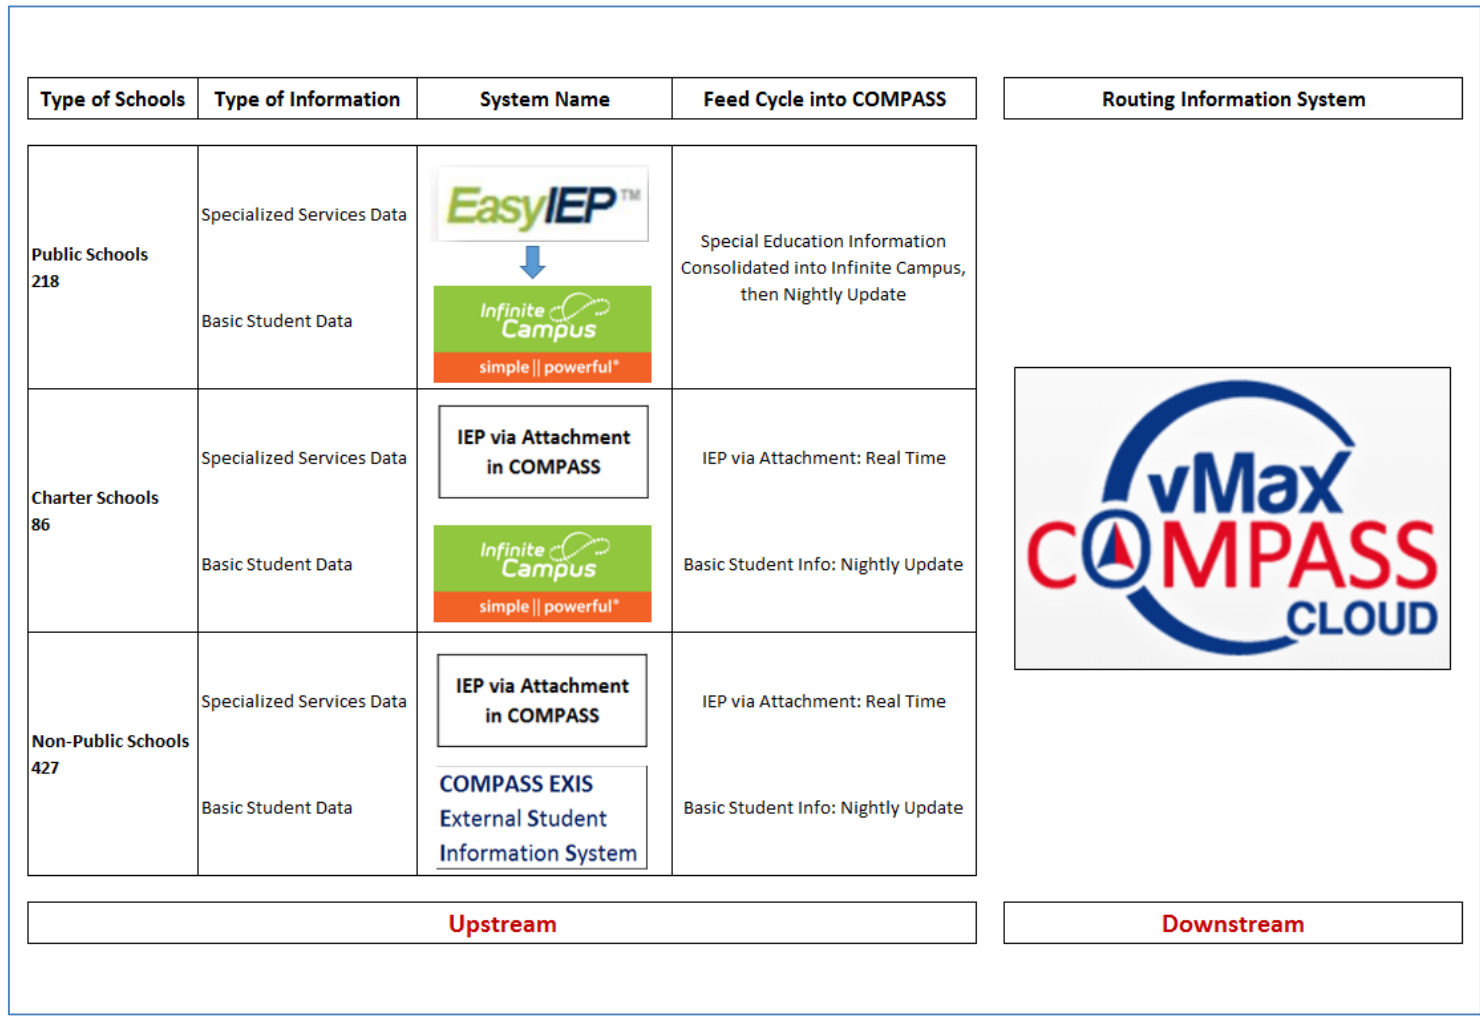 Type of Schools
Type of Information
System Name
Feed Cycle into COMPASS
Routing Information System
Public Schools
218
Specialized Services Data
EasyIEP™
Basic Student Data
Infinite
Campus
simple || powerful®
Special Education Information
Consolidated into Infinite Campus,
then Nightly Update
Charter Schools
86
Specialized Services Data
IEP via Attachment
in COMPASS
IEP via Attachment: Real Time
Basic Student Data
Infinite
Campus
simple || powerful®
Basic Student Info: Nightly Update
Non-Public Schools
427
Specialized Services Data
IEP via Attachment
in COMPASS
IEP via Attachment: Real Time
Basic Student Data
COMPASS EXIS
External Student
Information System
Basic Student Info: Nightly Update
vMax
COMPASS
CLOUD
Upstream
Downstream